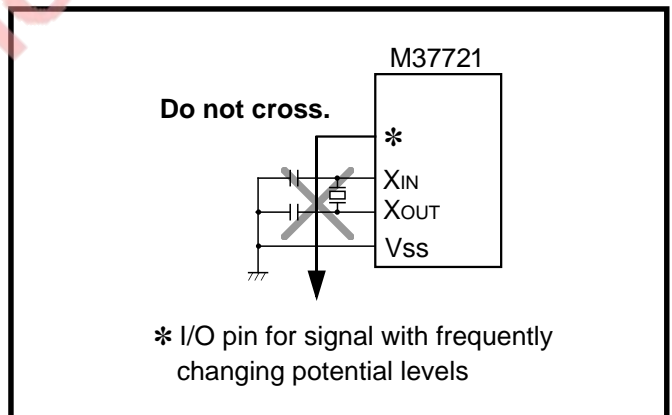 M37721
Do not cross.
✻
XIN
XOUT
Vss
✻ I/O pin for signal with frequently
changing potential levels